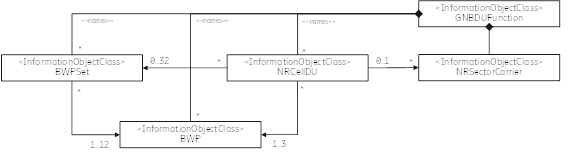 <InformationObjectClass>
GNBDUFunction
<<names>>
<<names>>
<<names>>
*
*
<InformationObjectClass>
BWPSet
0.32
*
<InformationObjectClass>
NRCellDU
0.1
*
<InformationObjectClass>
NRSectorCarrier
*
*
*
<InformationObjectClass>
BWP
1.12
1.3